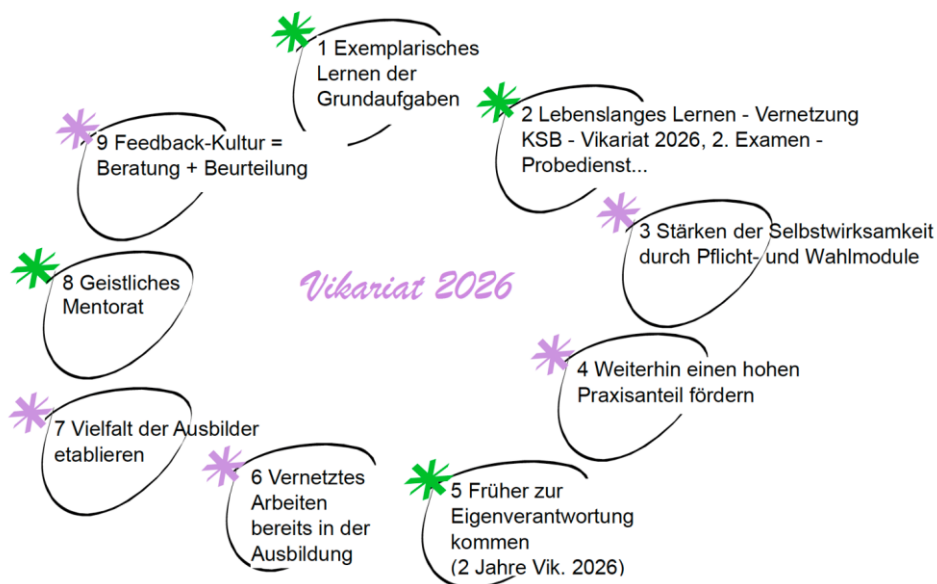 1 Exemplarisches
Lernen der
Grundaufgaben
2 Lebenslanges Lernen - Vernetzung
KSB - Vikariat 2026, 2. Examen -
Probedienst...
3 Stärken der Selbstwirksamkeit
durch Pflicht- und Wahlmodule
4 Weiterhin einen hohen
Praxisanteil fördern
5 Früher zur
Eigenverantwortung
kommen
(2 Jahre Vik. 2026)
6 Vernetztes
Arbeiten
bereits in der
Ausbildung
7 Vielfalt der Ausbilder
etablieren
8 Geistliches
Mentorat
9 Feedback-Kultur =
Beratung + Beurteilung
Vikariat 2026